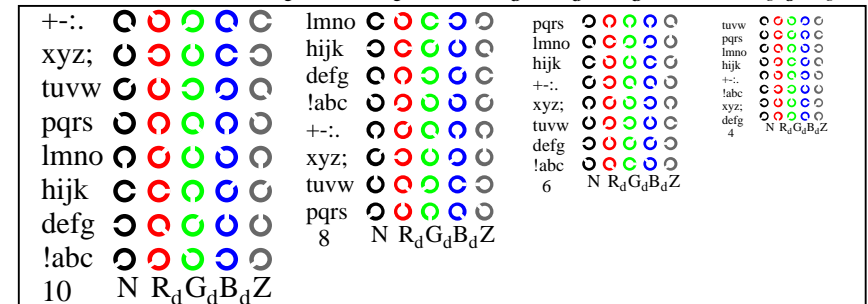 +-:.
xyz;
tuvw
pqrs
lmno
hijk
defg
!abc
10 N RdGdBdZ
lmno
hijk
defg
!abc
+-:.
xyz;
tuvw
pqrs
8 N RdGdBdZ
pqrs
lmno
hijk
+-:.
xyz;
tuvw
defg
!abc
6 N RdGdBdZ
tuvw
pqrs
lmno
hijk
+-:.
!abc
xyz;
defg
4 N RdGdBdZ